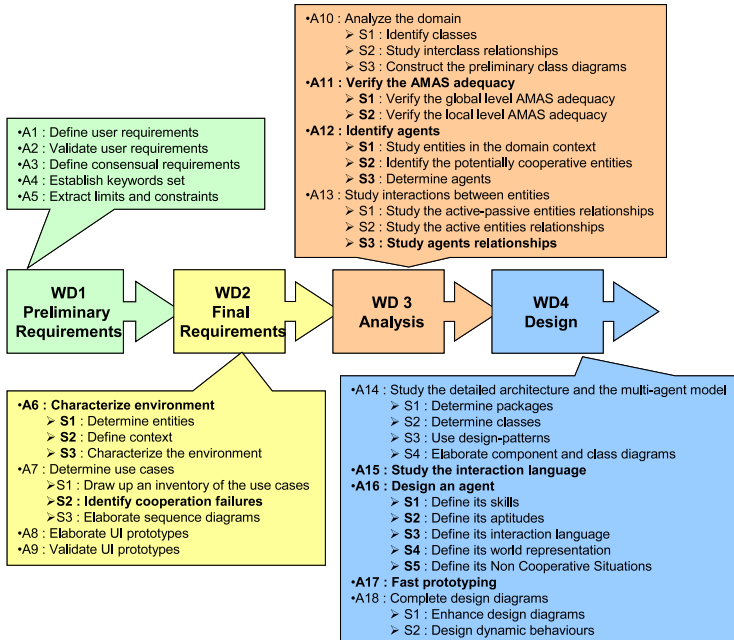 •A10 : Analyze the domain
➢ S1 : Identify classes
➢ S2 : Study interclass relationships
➢ S3 : Construct the preliminary class diagrams
•A11 : Verify the AMAS adequacy
➢ S1 : Verify the global level AMAS adequacy
➢ S2 : Verify the local level AMAS adequacy
•A12 : Identify agents
➢ S1 : Study entities in the domain context
➢ S2 : Identify the potentially cooperative entities
➢ S3 : Determine agents
•A13 : Study interactions between entities
➢ S1 : Study the active-passive entities relationships
➢ S2 : Study the active entities relationships
➢ S3 : Study agents relationships
•A1 : Define user requirements
•A2 : Validate user requirements
•A3 : Define consensual requirements
•A4 : Establish keywords set
•A5 : Extract limits and constraints
WD1
Preliminary
Requirements
WD2
Final
Requirements
WD 3
Analysis
WD4
Design
•A6 : Characterize environment
➢ S1 : Determine entities
➢ S2 : Define context
➢ S3 : Characterize the environment
•A7 : Determine use cases
➢S1 : Draw up an inventory of the use cases
➢S2 : Identify cooperation failures
➢S3 : Elaborate sequence diagrams
•A8 : Elaborate UI prototypes
•A9 : Validate UI prototypes
•A14 : Study the detailed architecture and the multi-agent model
➢ S1 : Determine packages
➢ S2 : Determine classes
➢ S3 : Use design-patterns
➢ S4 : Elaborate component and class diagrams
•A15 : Study the interaction language
•A16 : Design an agent
➢ S1 : Define its skills
➢ S2 : Define its aptitudes
➢ S3 : Define its interaction language
➢ S4 : Define its world representation
➢ S5 : Define its Non Cooperative Situations
•A17 : Fast prototyping
•A18 : Complete design diagrams
➢ S1 : Enhance design diagrams
➢ S2 : Design dynamic behaviours